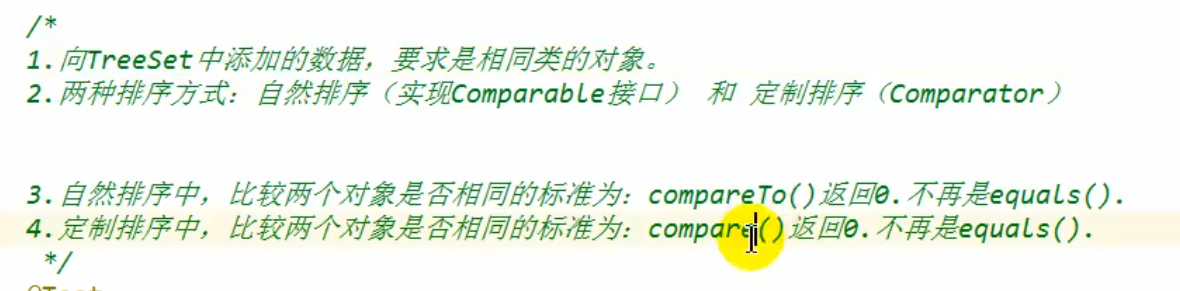 /*
1.向TreeSet中添加的数据，要求是相同类的对象。
2.两种排序方式：自然排序（实现Comparable接口） 和 定制排序（Comparator）
3.自然排序中，比较两个对象是否相同的标准为：compareTo()返回0.不再是equals().
4.定制排序中，比较两个对象是否相同的标准为：compare()返回0.不再是equals().
*/